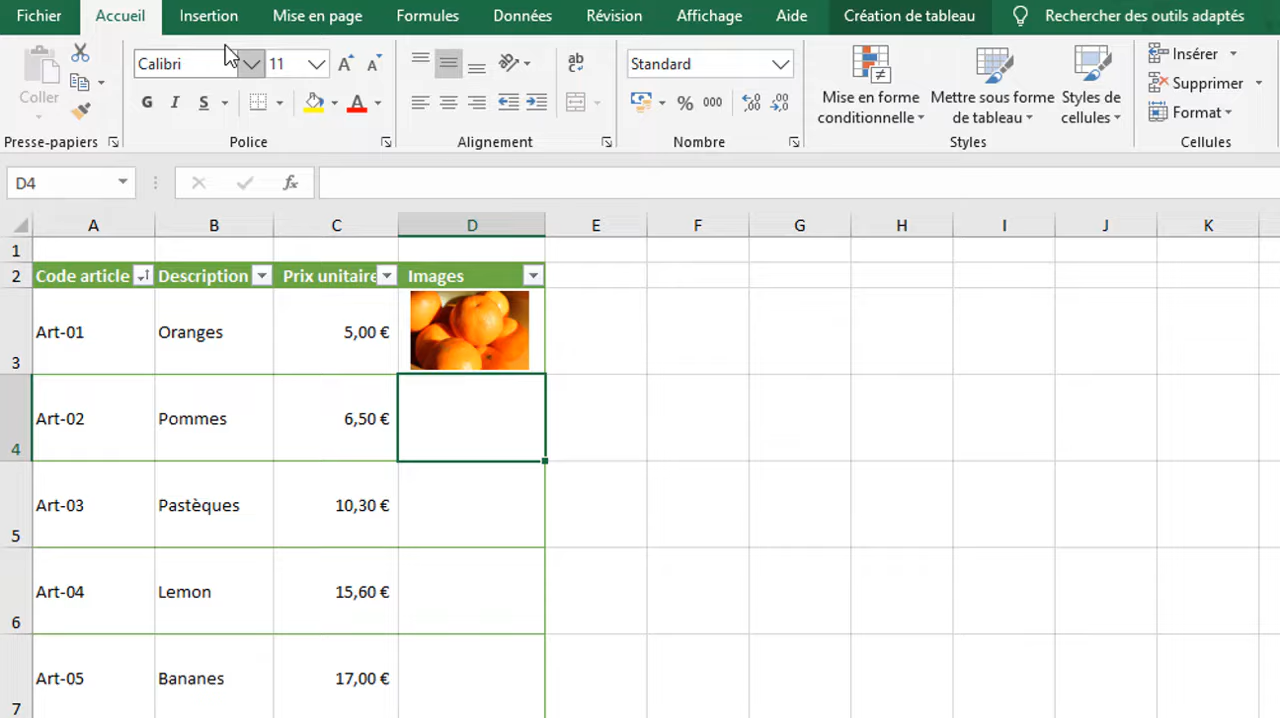 Fichier Accueil Insertion Mise en page Formules Données Révision Affichage Aide Création de tableau Rechercher des outils adaptés
Coller
Calibri 11
G I S
ab
c
Standard
% 000
Mise en forme
conditionnelle
Mettre sous forme
de tableau
Styles de
cellules
Insérer
Supprimer
Format
Presse-papiers Police Alignement Nombre Styles Cellules
D4 fx
A B C D E F G H I J K
1
2 Code article Description Prix unitaire Images
3 Art-01 Oranges 5,00 €
4 Art-02 Pommes 6,50 €
5 Art-03 Pastèques 10,30 €
6 Art-04 Lemon 15,60 €
7 Art-05 Bananes 17,00 €